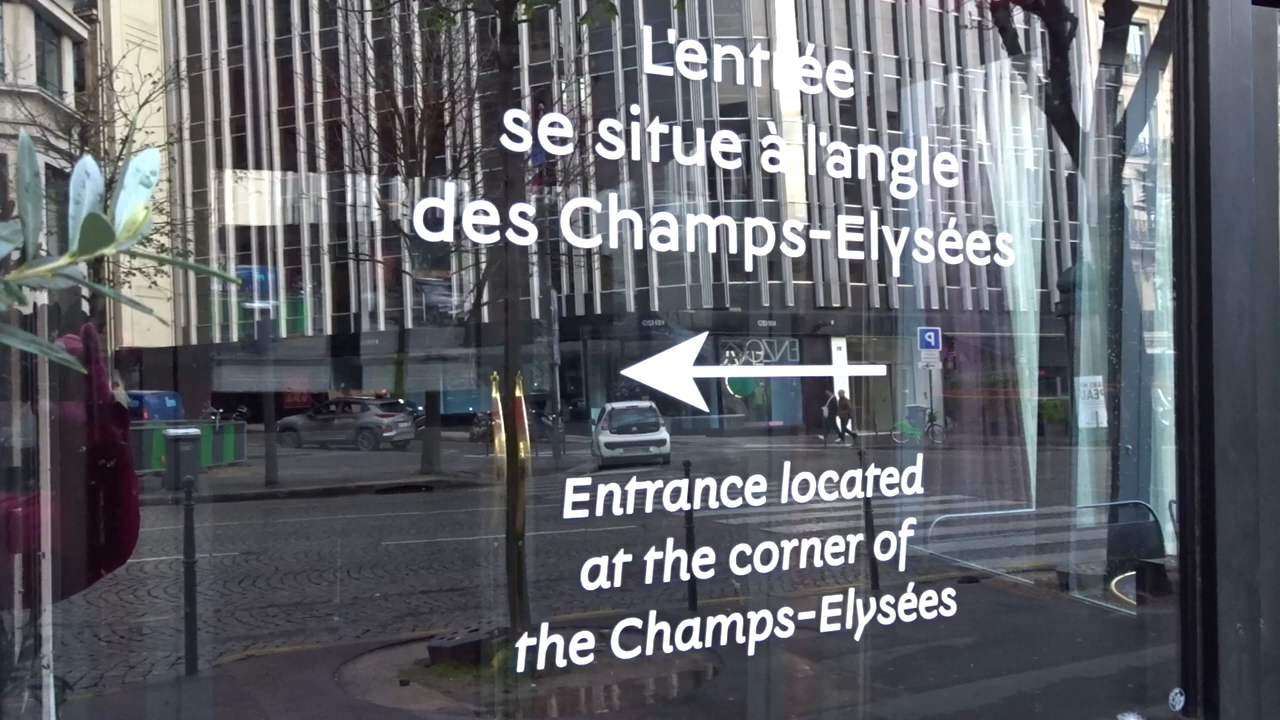 L'entrée
se situe à l'angle
des Champs-Elysées
Entrance located
at the corner of
the Champs-Elysées
P